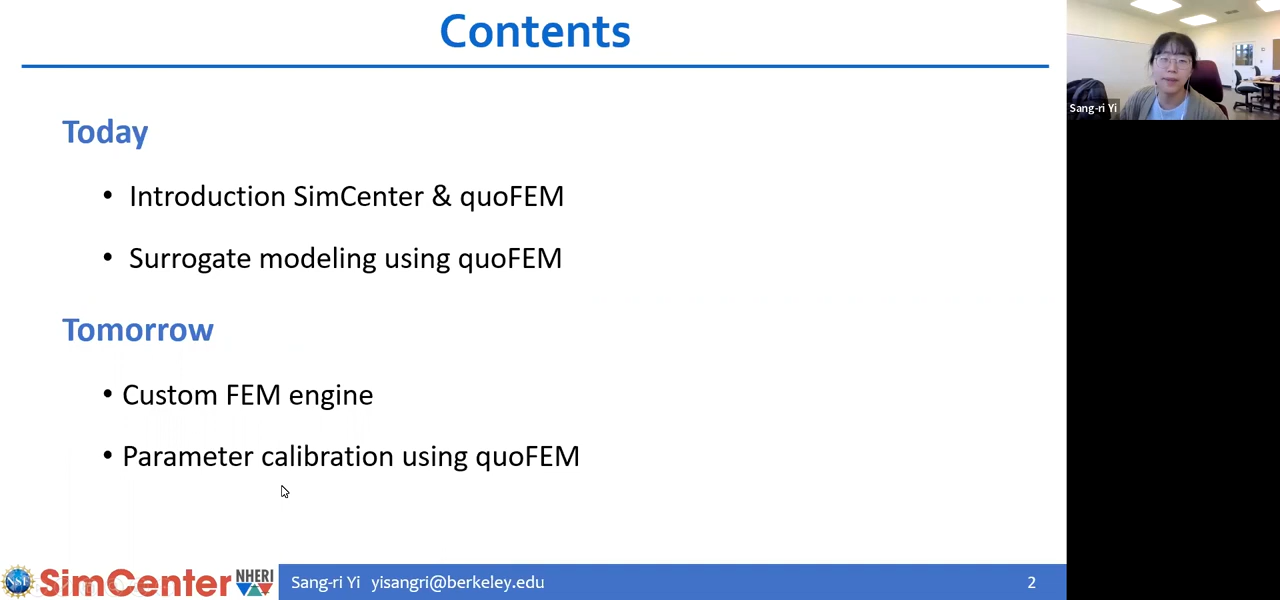 Contents
Today
• Introduction SimCenter & quoFEM
• Surrogate modeling using quoFEM
Tomorrow
• Custom FEM engine
• Parameter calibration using quoFEM
NSF SimCenter NHERI
Sang-ri Yi yisangri@berkeley.edu
2
Sang-ri Yi